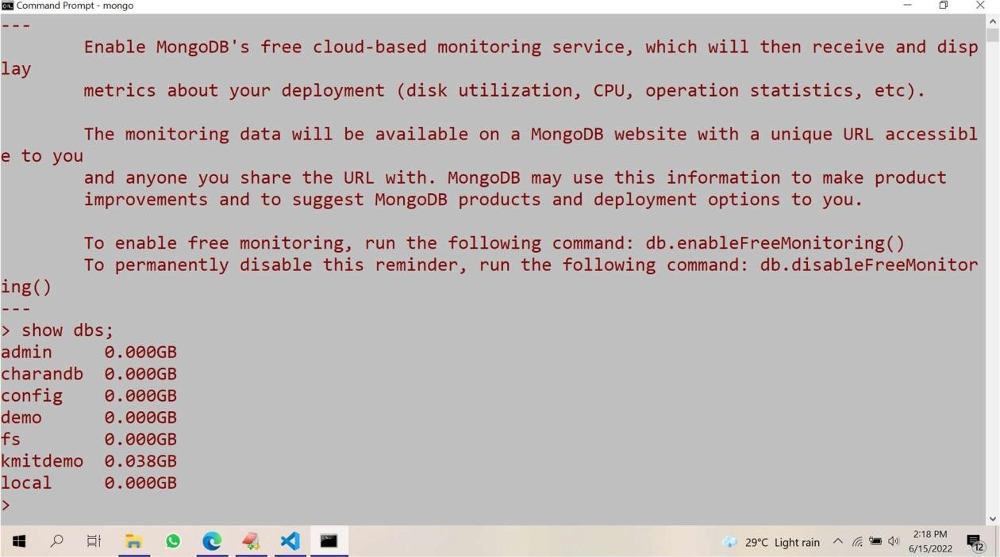 Command Prompt - mongo
---
Enable MongoDB's free cloud-based monitoring service, which will then receive and disp
lay
metrics about your deployment (disk utilization, CPU, operation statistics, etc).
The monitoring data will be available on a MongoDB website with a unique URL accessibl
e to you
and anyone you share the URL with. MongoDB may use this information to make product
improvements and to suggest MongoDB products and deployment options to you.
To enable free monitoring, run the following command: db.enableFreeMonitoring()
To permanently disable this reminder, run the following command: db.disableFreeMonitor
ing()
---
> show dbs;
admin     0.000GB
charandb  0.000GB
config    0.000GB
demo      0.000GB
fs        0.000GB
kmitdemo  0.038GB
local     0.000GB
>
29°C Light rain
2:18 PM
6/15/2022
12